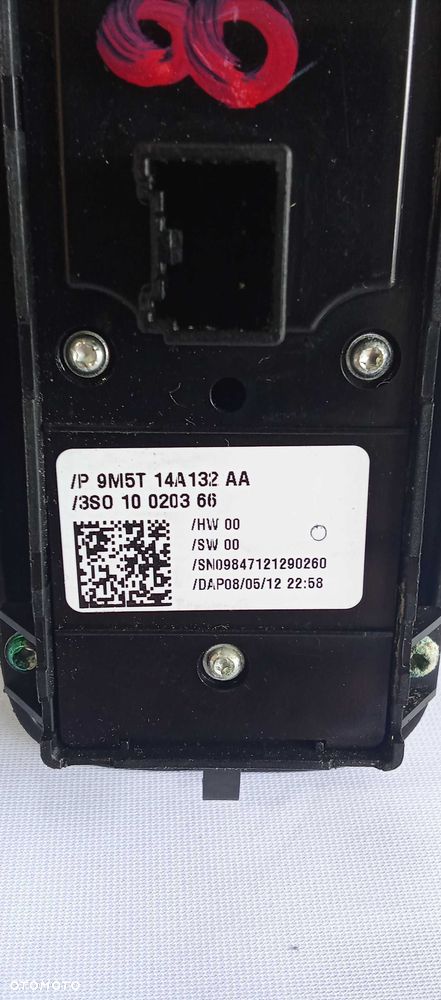 /P 9M5T 14A132 AA
/3S0 10 0203 66
/HW 00
/SW 00
/SN09847121290260
/DAP08/05/12 22:58
OTOMOTO